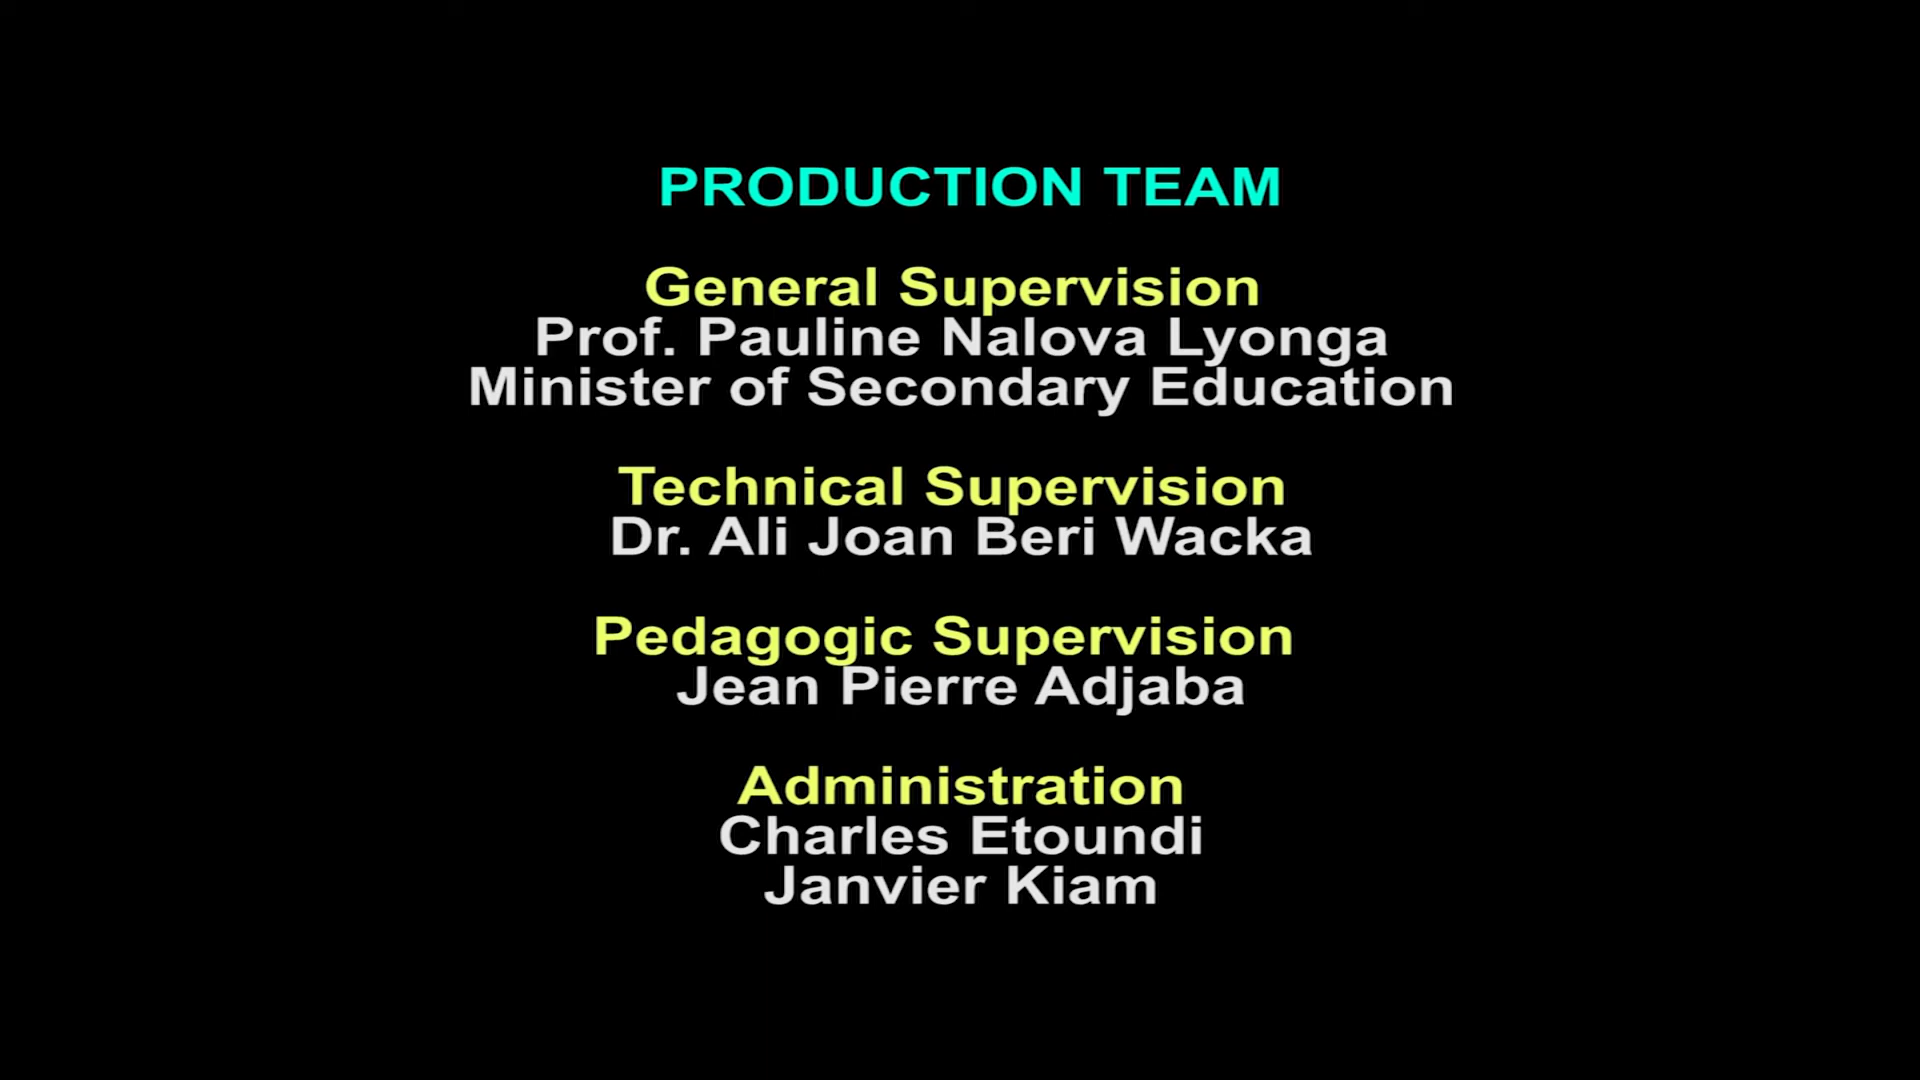 PRODUCTION TEAM
General Supervision
Prof. Pauline Nalova Lyonga
Minister of Secondary Education
Technical Supervision
Dr. Ali Joan Beri Wacka
Pedagogic Supervision
Jean Pierre Adjaba
Administration
Charles Etoundi
Janvier Kiam